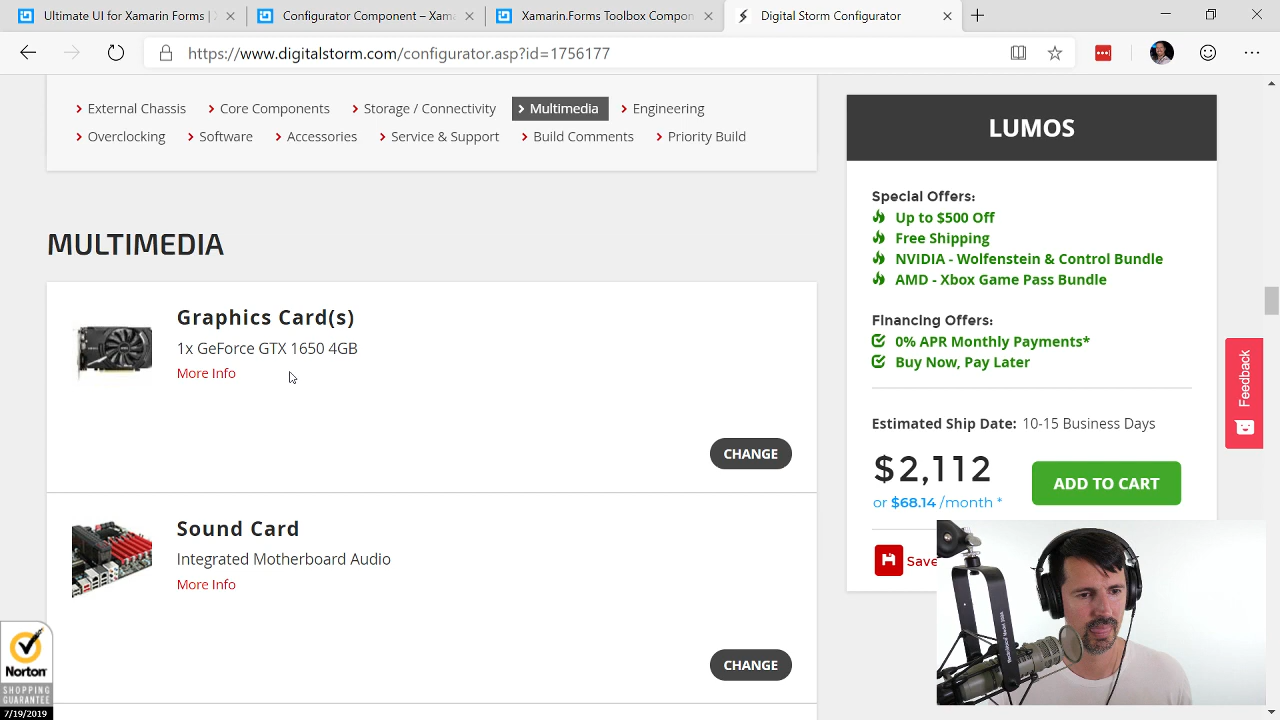 Ultimate UI for Xamarin Forms |
Configurator Component – Xam
Xamarin.Forms Toolbox Compon
Digital Storm Configurator
https://www.digitalstorm.com/configurator.asp?id=1756177
External Chassis
Core Components
Storage / Connectivity
Multimedia
Engineering
Overclocking
Software
Accessories
Service & Support
Build Comments
Priority Build
MULTIMEDIA
Graphics Card(s)
1x GeForce GTX 1650 4GB
More Info
CHANGE
Sound Card
Integrated Motherboard Audio
More Info
CHANGE
LUMOS
Special Offers:
Up to $500 Off
Free Shipping
NVIDIA - Wolfenstein & Control Bundle
AMD - Xbox Game Pass Bundle
Financing Offers:
0% APR Monthly Payments*
Buy Now, Pay Later
Estimated Ship Date: 10-15 Business Days
$2,112
or $68.14 /month *
ADD TO CART
Save
Feedback
Norton
SHOPPING
GUARANTEE
7/19/2019